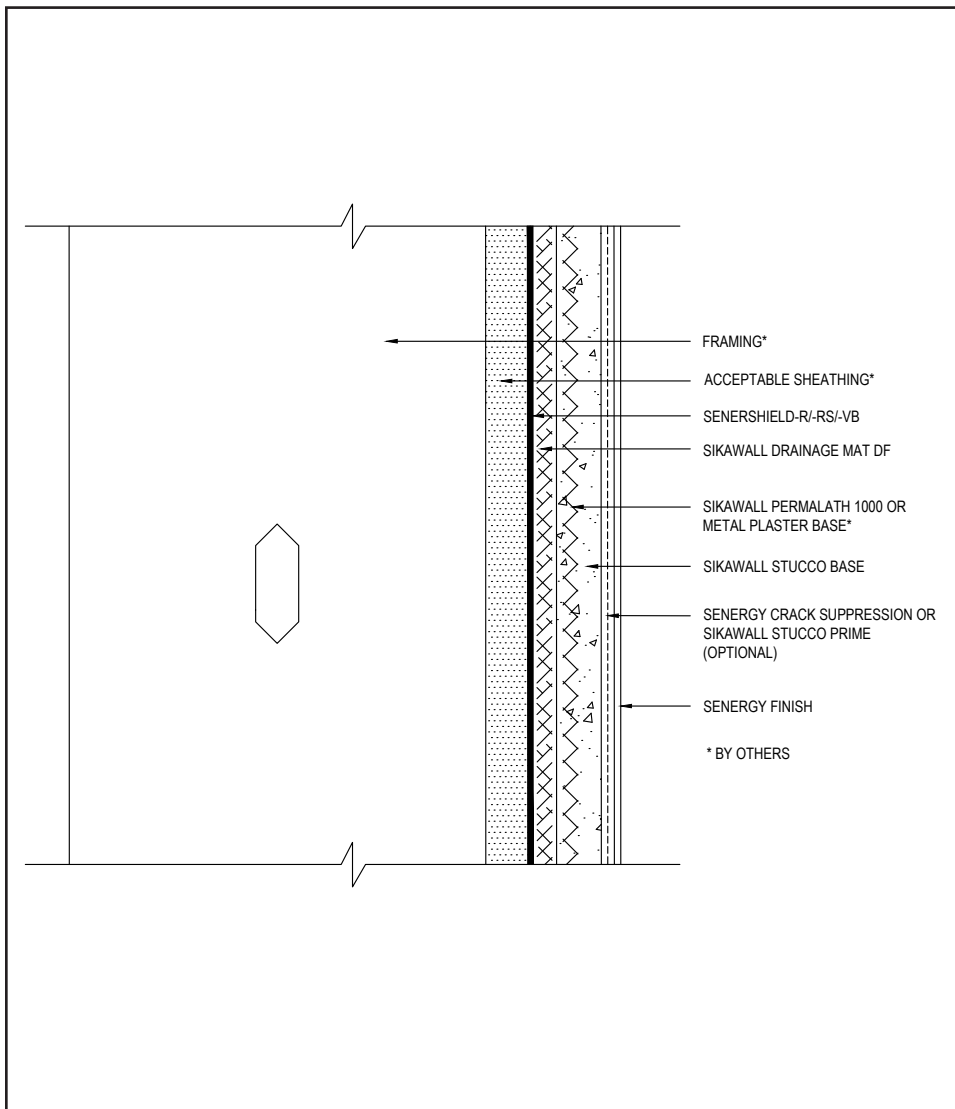 FRAMING*
ACCEPTABLE SHEATHING*
SENERSHIELD-R/-RS/-VB
SIKAWALL DRAINAGE MAT DF
SIKAWALL PERMALATH 1000 OR
METAL PLASTER BASE*
SIKAWALL STUCCO BASE
SENERGY CRACK SUPPRESSION OR
SIKAWALL STUCCO PRIME
(OPTIONAL)
SENERGY FINISH
* BY OTHERS